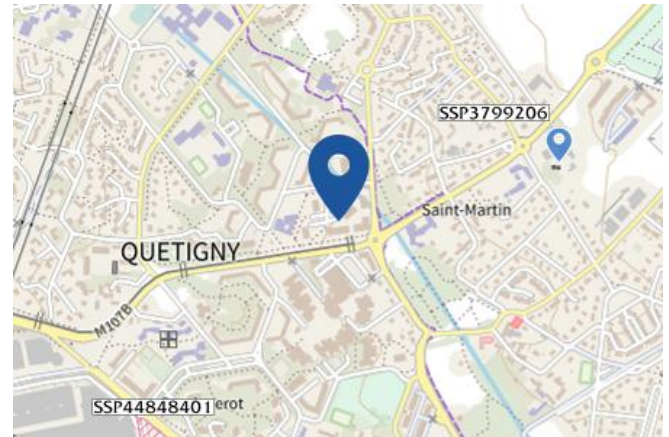 SSP3799206
Saint-Martin
QUETIGNY
M107B
SSP44848401
erot